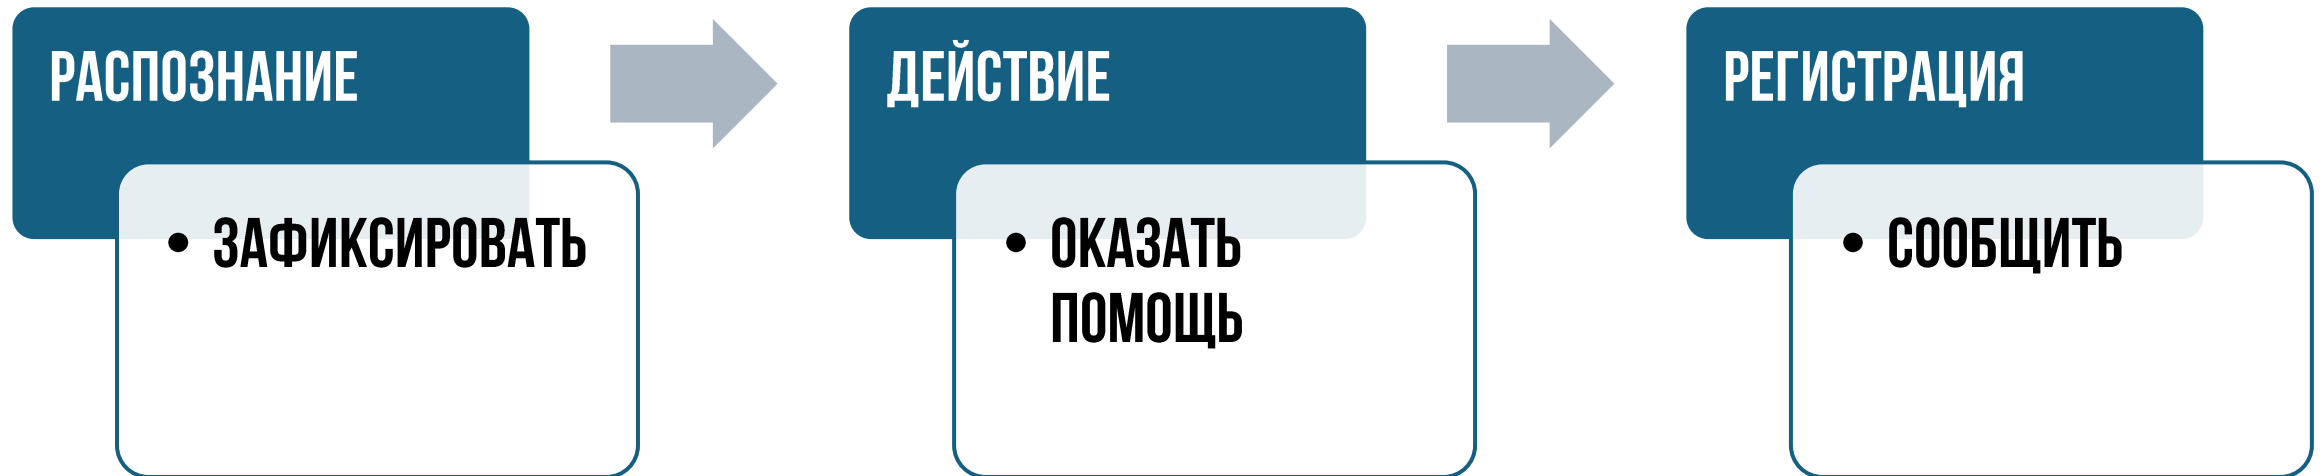 РАСПОЗНАНИЕ
• ЗАФИКСИРОВАТЬ
ДЕЙСТВИЕ
• ОКАЗАТЬ
ПОМОЩЬ
РЕГИСТРАЦИЯ
• СООБЩИТЬ